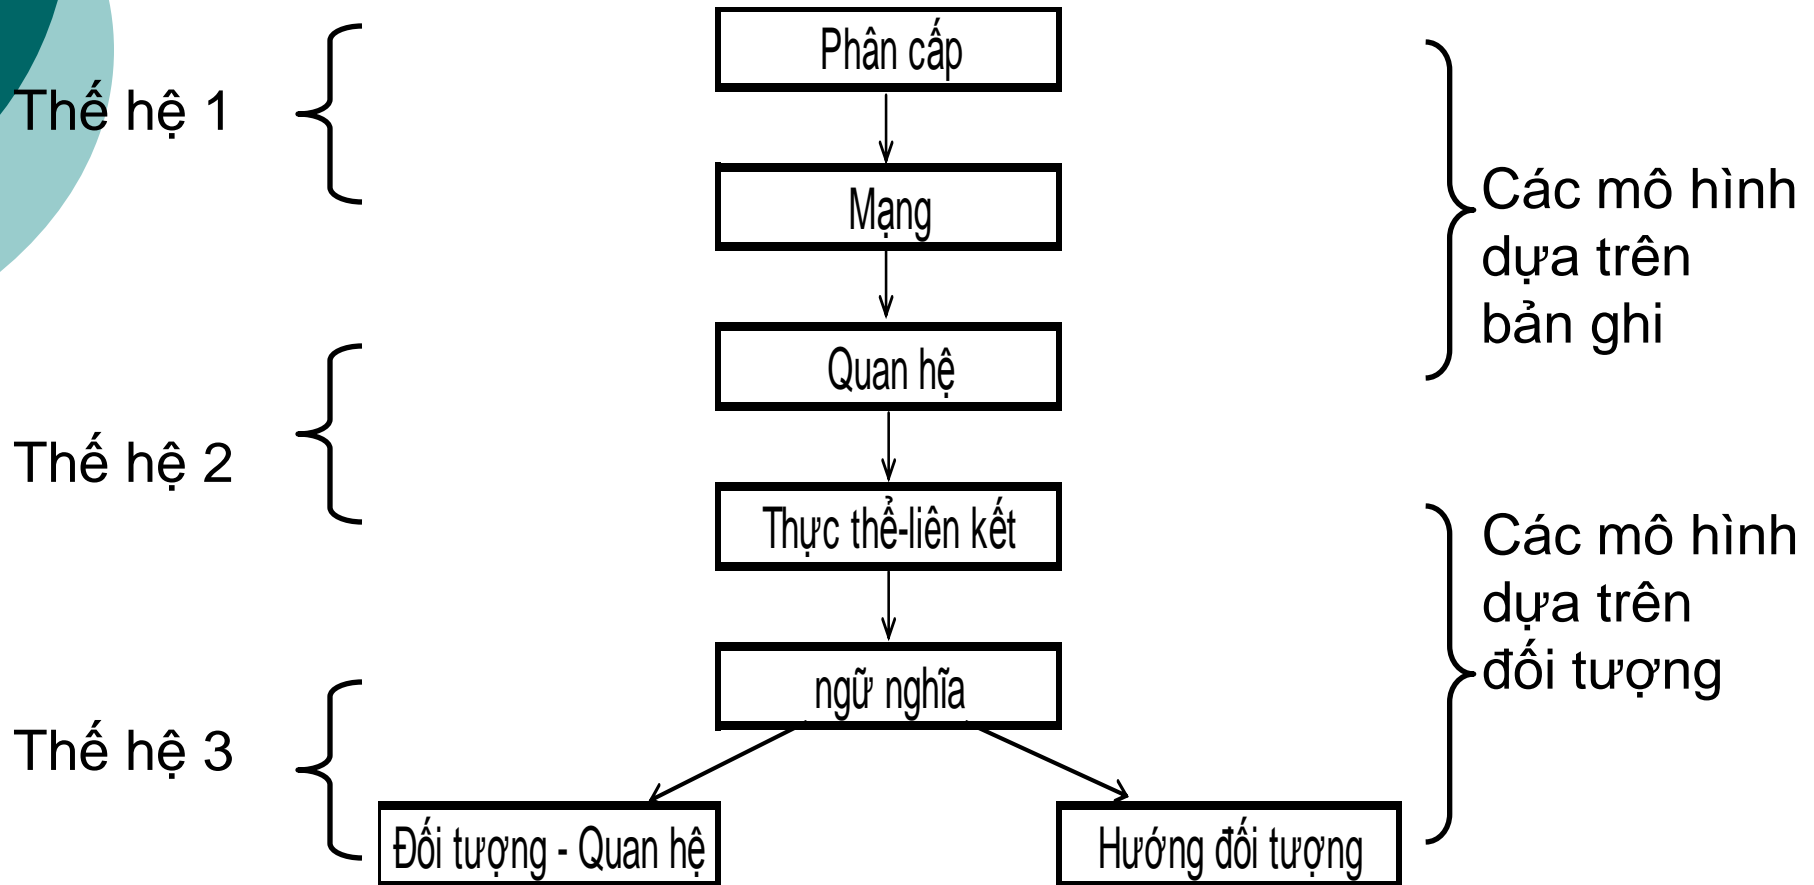 Phân cấp
Thế hệ 1
Mạng
Các mô hình
dựa trên
bản ghi
Quan hệ
Thế hệ 2
Thực thể-liên kết
Các mô hình
dựa trên
đối tượng
ngữ nghĩa
Thế hệ 3
Đối tượng - Quan hệ
Hướng đối tượng